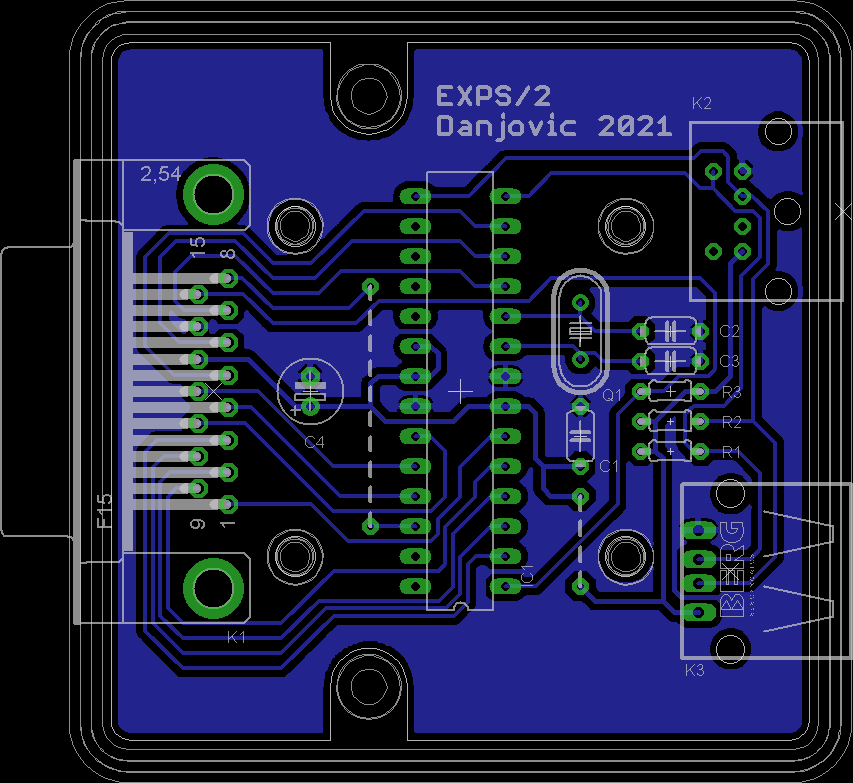 EXPS/2
Danjovic 2021
K2
2,54
15
8
C2
C3
Q1
R3
R2
C4
R1
C1
F15
9
1
BERG
IC1
K1
K3